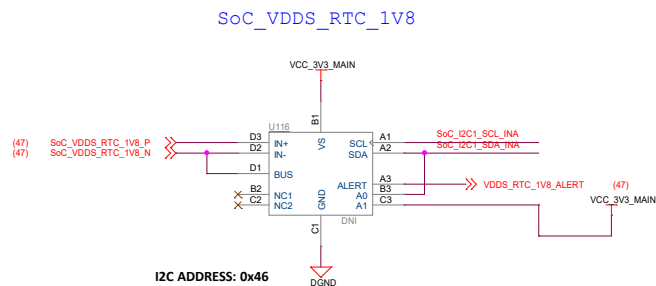 SoC_VDDS_RTC_1V8
VCC_3V3_MAIN
U116
B1
VS
(47) SoC_VDDS_RTC_1V8_P D3 IN+ SCL A1 SoC_I2C1_SCL_INA
(47) SoC_VDDS_RTC_1V8_N D2 IN- SDA A2 SoC_I2C1_SDA_INA
D1 BUS
ALERT A3 VDDS_RTC_1V8_ALERT (47)
B2 NC1 A0 B3
C2 NC2 A1 C3 VCC_3V3_MAIN
GND
DNI
C1
I2C ADDRESS: 0x46
DGND